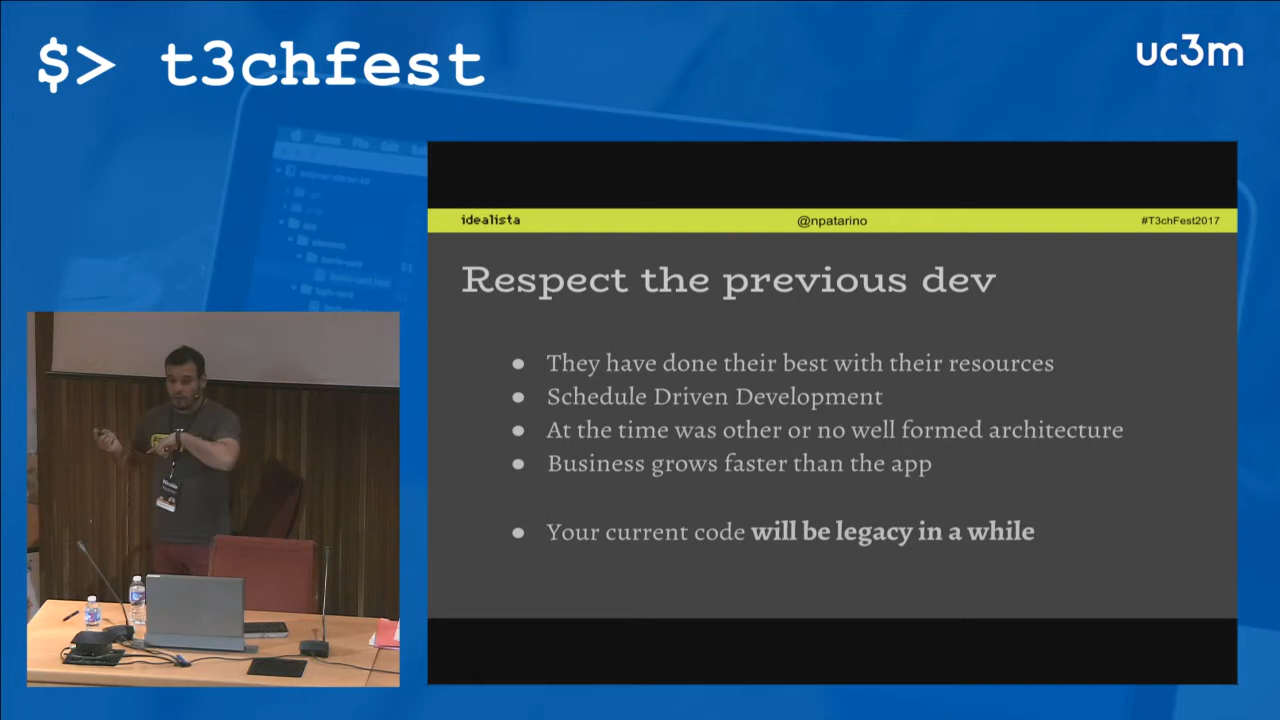 $> t3chfest
uc3m
idealista
@npatarino
#T3chFest2017
Respect the previous dev
● They have done their best with their resources
● Schedule Driven Development
● At the time was other or no well formed architecture
● Business grows faster than the app
● Your current code will be legacy in a while